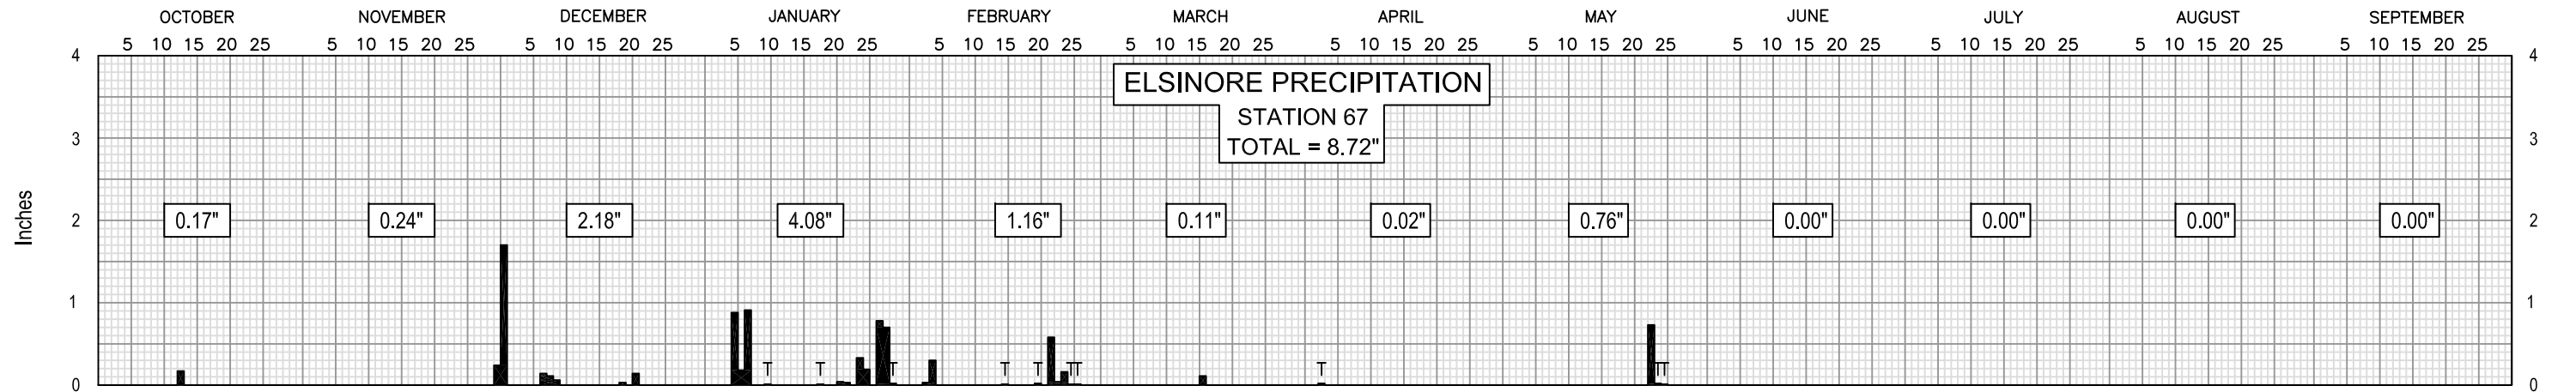 OCTOBER NOVEMBER DECEMBER JANUARY FEBRUARY MARCH APRIL MAY JUNE JULY AUGUST SEPTEMBER
5 10 15 20 25 5 10 15 20 25 5 10 15 20 25 5 10 15 20 25 5 10 15 20 25 5 10 15 20 25 5 10 15 20 25 5 10 15 20 25 5 10 15 20 25 5 10 15 20 25 5 10 15 20 25 5 10 15 20 25
4 4
ELSINORE PRECIPITATION
STATION 67
3 3
TOTAL = 8.72"
Inches
2 0.17" 0.24" 2.18" 4.08" 1.16" 0.11" 0.02" 0.76" 0.00" 0.00" 0.00" 0.00" 2
1 1
T T T T T T T T T T
0 0